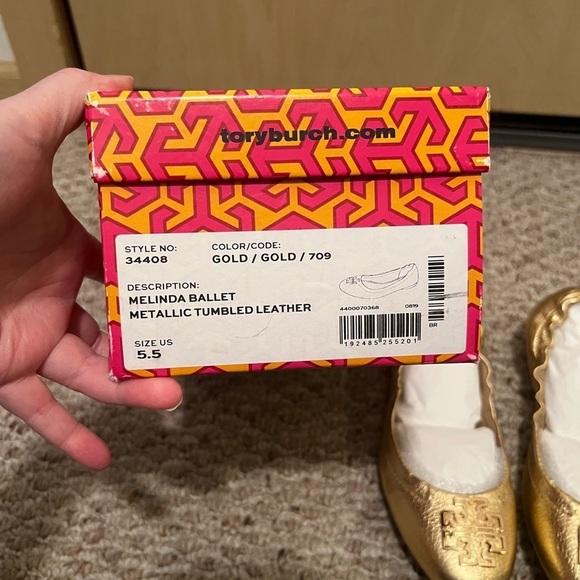 toryburch.com
STYLE NO: COLOR/CODE:
34408 GOLD / GOLD / 709
DESCRIPTION:
MELINDA BALLET
METALLIC TUMBLED LEATHER
4400070368 0819
SIZE US
5.5
192485255201
BR